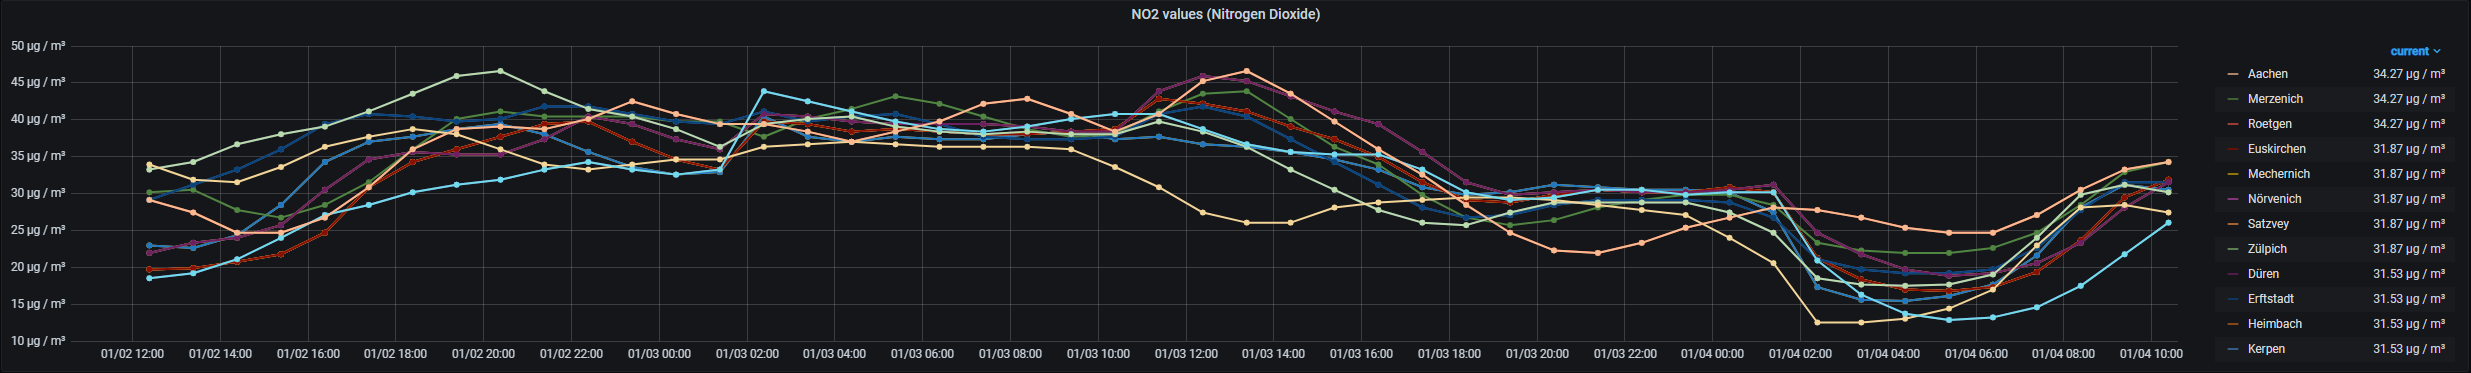 NO2 values (Nitrogen Dioxide)
50 µg / m³
45 µg / m³
40 µg / m³
35 µg / m³
30 µg / m³
25 µg / m³
20 µg / m³
15 µg / m³
10 µg / m³
01/02 12:00 01/02 14:00 01/02 16:00 01/02 18:00 01/02 20:00 01/02 22:00 01/03 00:00 01/03 02:00 01/03 04:00 01/03 06:00 01/03 08:00 01/03 10:00 01/03 12:00 01/03 14:00 01/03 16:00 01/03 18:00 01/03 20:00 01/03 22:00 01/04 00:00 01/04 02:00 01/04 04:00 01/04 06:00 01/04 08:00 01/04 10:00
current
Aachen 34.27 µg / m³
Merzenich 34.27 µg / m³
Roetgen 34.27 µg / m³
Euskirchen 31.87 µg / m³
Mechernich 31.87 µg / m³
Nörvenich 31.87 µg / m³
Satzvey 31.87 µg / m³
Zülpich 31.87 µg / m³
Düren 31.53 µg / m³
Erftstadt 31.53 µg / m³
Heimbach 31.53 µg / m³
Kerpen 31.53 µg / m³